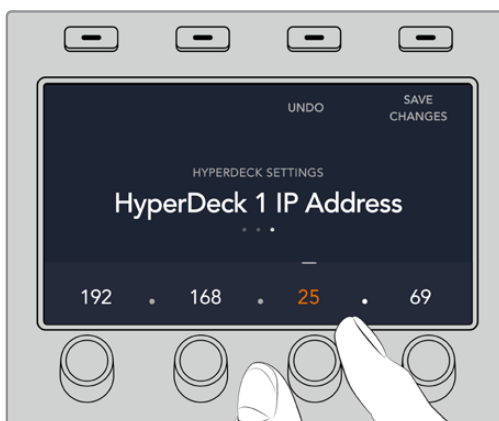 UNDO
SAVE
CHANGES
HYPERDECK SETTINGS
HyperDeck 1 IP Address
192 . 168 . 25 . 69